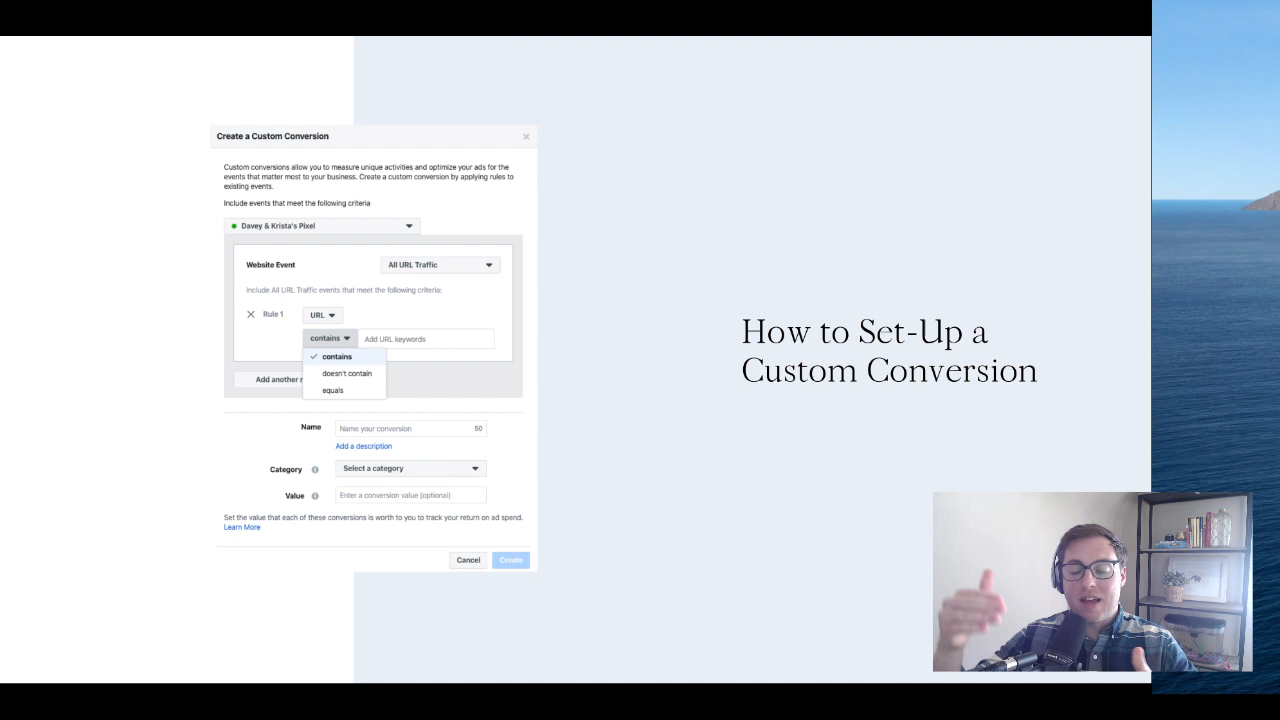 Create a Custom Conversion
Custom conversions allow you to measure unique activities and optimize your ads for the
events that matter most to your business. Create a custom conversion by applying rules to
existing events.
Include events that meet the following criteria
Davey & Krista's Pixel
Website Event
All URL Traffic
Include All URL Traffic events that meet the following criteria:
Rule 1
URL
contains
Add URL keywords
contains
doesn't contain
equals
Add another r
Name
Name your conversion
50
Add a description
Category
Select a category
Value
Enter a conversion value (optional)
Set the value that each of these conversions is worth to you to track your return on ad spend.
Learn More
Cancel
Create
How to Set-Up a
Custom Conversion